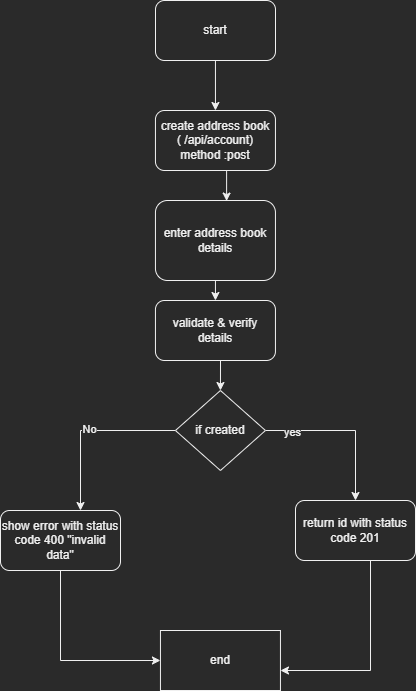 start
create address book
( /api/account)
method :post
enter address book
details
validate & verify
details
if created
No
yes
show error with status
code 400 "invalid
data"
return id with status
code 201
end